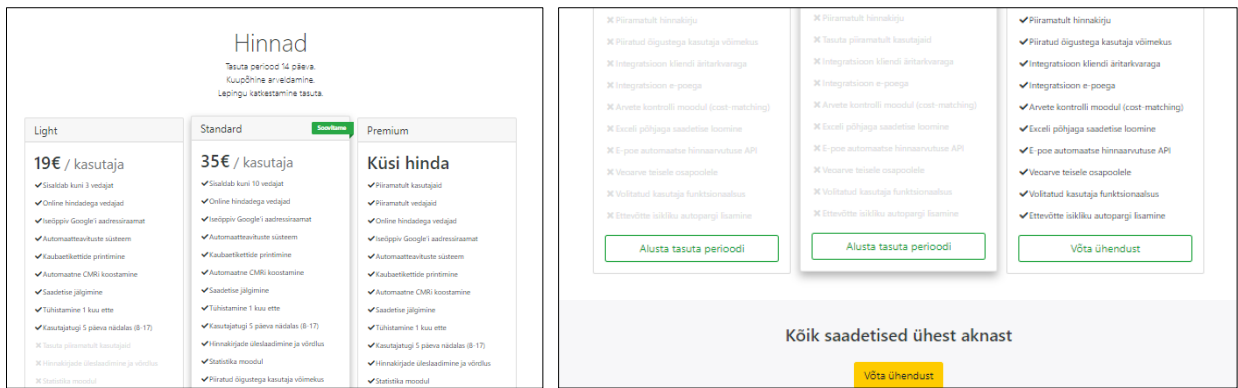 Hinnad
Tasuta periood 14 päeva.
Kuupõhine arveldamine.
Lepingu katkestamine tasuta.
Light
19€ / kasutaja
✔Sisaldab kuni 3 vedajat
✔Online hindadega vedajad
✔Iseõppiv Google'i aadressiraamat
✔Automaatteavituste süsteem
✔Kaubaetikettide printimine
✔Automaatne CMRi koostamine
✔Saadetise jälgimine
✔Tühistamine 1 kuu ette
✔Kasutajatugi 5 päeva nädalas (8-17)
✖Tasuta piiramatult kasutajaid
✖Hinnakirjade üleslaadimine ja võrdlus
✖Statistika moodul
Standard
Soovitame
35€ / kasutaja
✔Sisaldab kuni 10 vedajat
✔Online hindadega vedajad
✔Iseõppiv Google'i aadressiraamat
✔Automaatteavituste süsteem
✔Kaubaetikettide printimine
✔Automaatne CMRi koostamine
✔Saadetise jälgimine
✔Tühistamine 1 kuu ette
✔Kasutajatugi 5 päeva nädalas (8-17)
✔Hinnakirjade üleslaadimine ja võrdlus
✔Statistika moodul
✔Piiratud õigustega kasutaja võimekus
Premium
Küsi hinda
✔Piiramatult kasutajaid
✔Piiramatult vedajaid
✔Online hindadega vedajad
✔Iseõppiv Google'i aadressiraamat
✔Automaatteavituste süsteem
✔Kaubaetikettide printimine
✔Automaatne CMRi koostamine
✔Saadetise jälgimine
✔Tühistamine 1 kuu ette
✔Kasutajatugi 5 päeva nädalas (8-17)
✔Hinnakirjade üleslaadimine ja võrdlus
✔Statistika moodul
✖Piiramatult hinnakirju
✖Piiratud õigustega kasutaja võimekus
✖Integratsioon kliendi äritarkvaraga
✖Integratsioon e-poega
✖Arvete kontrolli moodul (cost-matching)
✖Exceli põhjaga saadetise loomine
✖E-poe automaatse hinnaarvutuse API
✖Veoarve teisele osapoolele
✖Volitatud kasutaja funktsionaalsus
✖Ettevõtte isikliku autopargi lisamine
Alusta tasuta perioodi
✖Piiramatult hinnakirju
✖Tasuta piiramatult kasutajaid
✖Integratsioon kliendi äritarkvaraga
✖Integratsioon e-poega
✖Arvete kontrolli moodul (cost-matching)
✖Exceli põhjaga saadetise loomine
✖E-poe automaatse hinnaarvutuse API
✖Veoarve teisele osapoolele
✖Volitatud kasutaja funktsionaalsus
✖Ettevõtte isikliku autopargi lisamine
Alusta tasuta perioodi
✔Piiramatult hinnakirju
✔Piiratud õigustega kasutaja võimekus
✔Integratsioon kliendi äritarkvaraga
✔Integratsioon e-poega
✔Arvete kontrolli moodul (cost-matching)
✔Exceli põhjaga saadetise loomine
✔E-poe automaatse hinnaarvutuse API
✔Veoarve teisele osapoolele
✔Volitatud kasutaja funktsionaalsus
✔Ettevõtte isikliku autopargi lisamine
Võta ühendust
Kõik saadetised ühest aknast
Võta ühendust